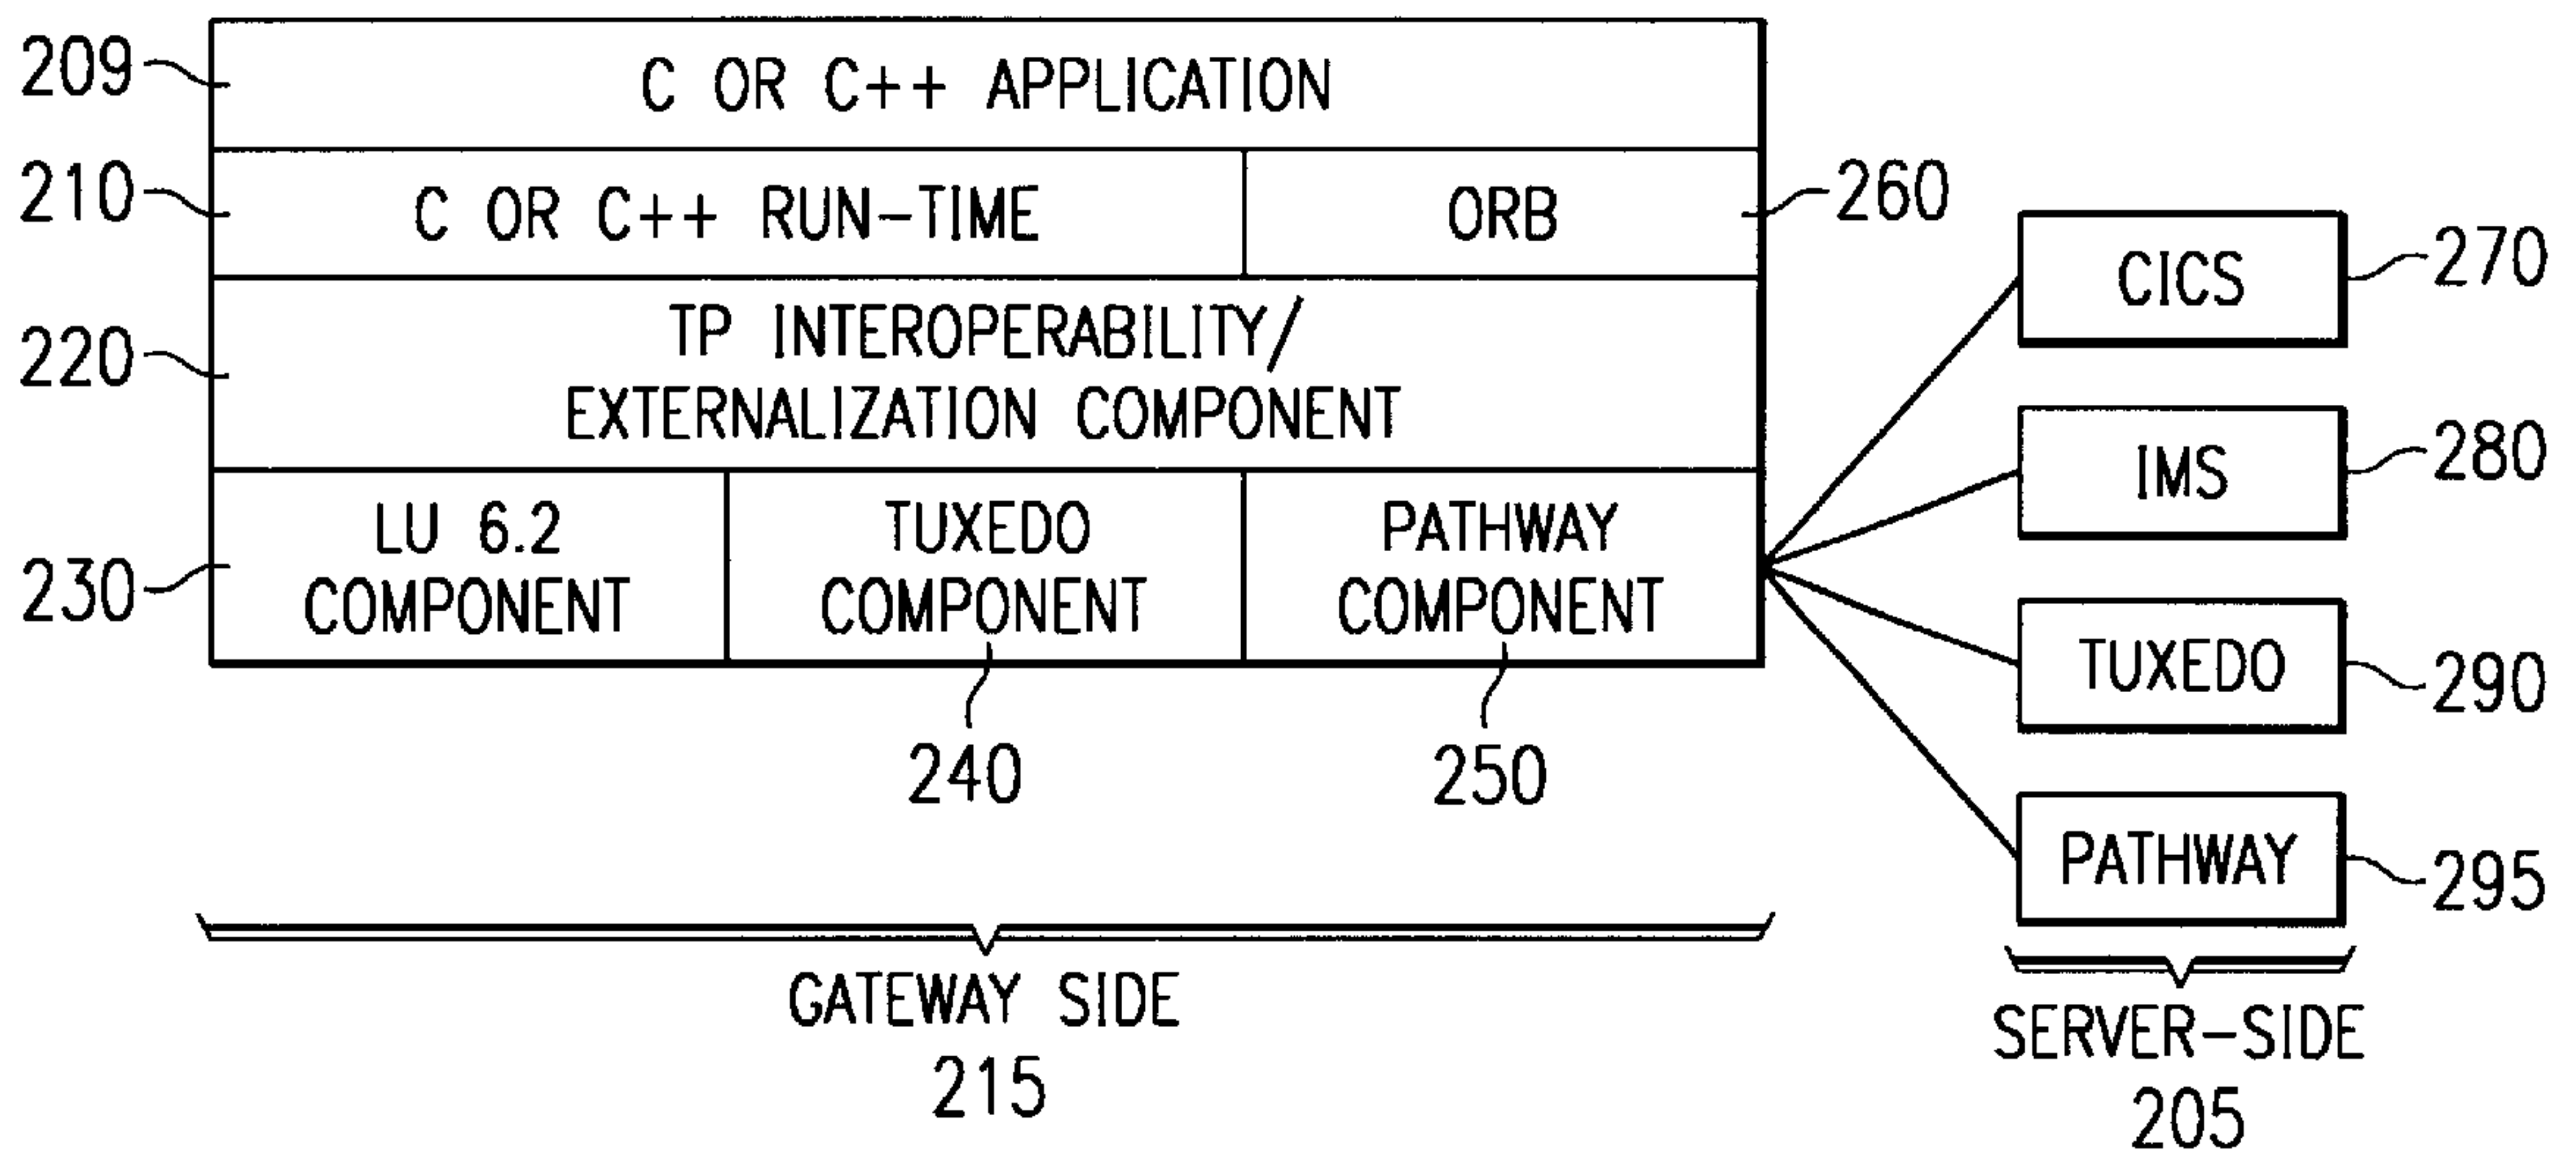 209
C OR C++ APPLICATION
210
C OR C++ RUN-TIME
ORB
260
220
TP INTEROPERABILITY/
EXTERNALIZATION COMPONENT
230
LU 6.2
COMPONENT
TUXEDO
COMPONENT
PATHWAY
COMPONENT
240
250
CICS
270
IMS
280
TUXEDO
290
PATHWAY
295
GATEWAY SIDE
215
SERVER-SIDE
205